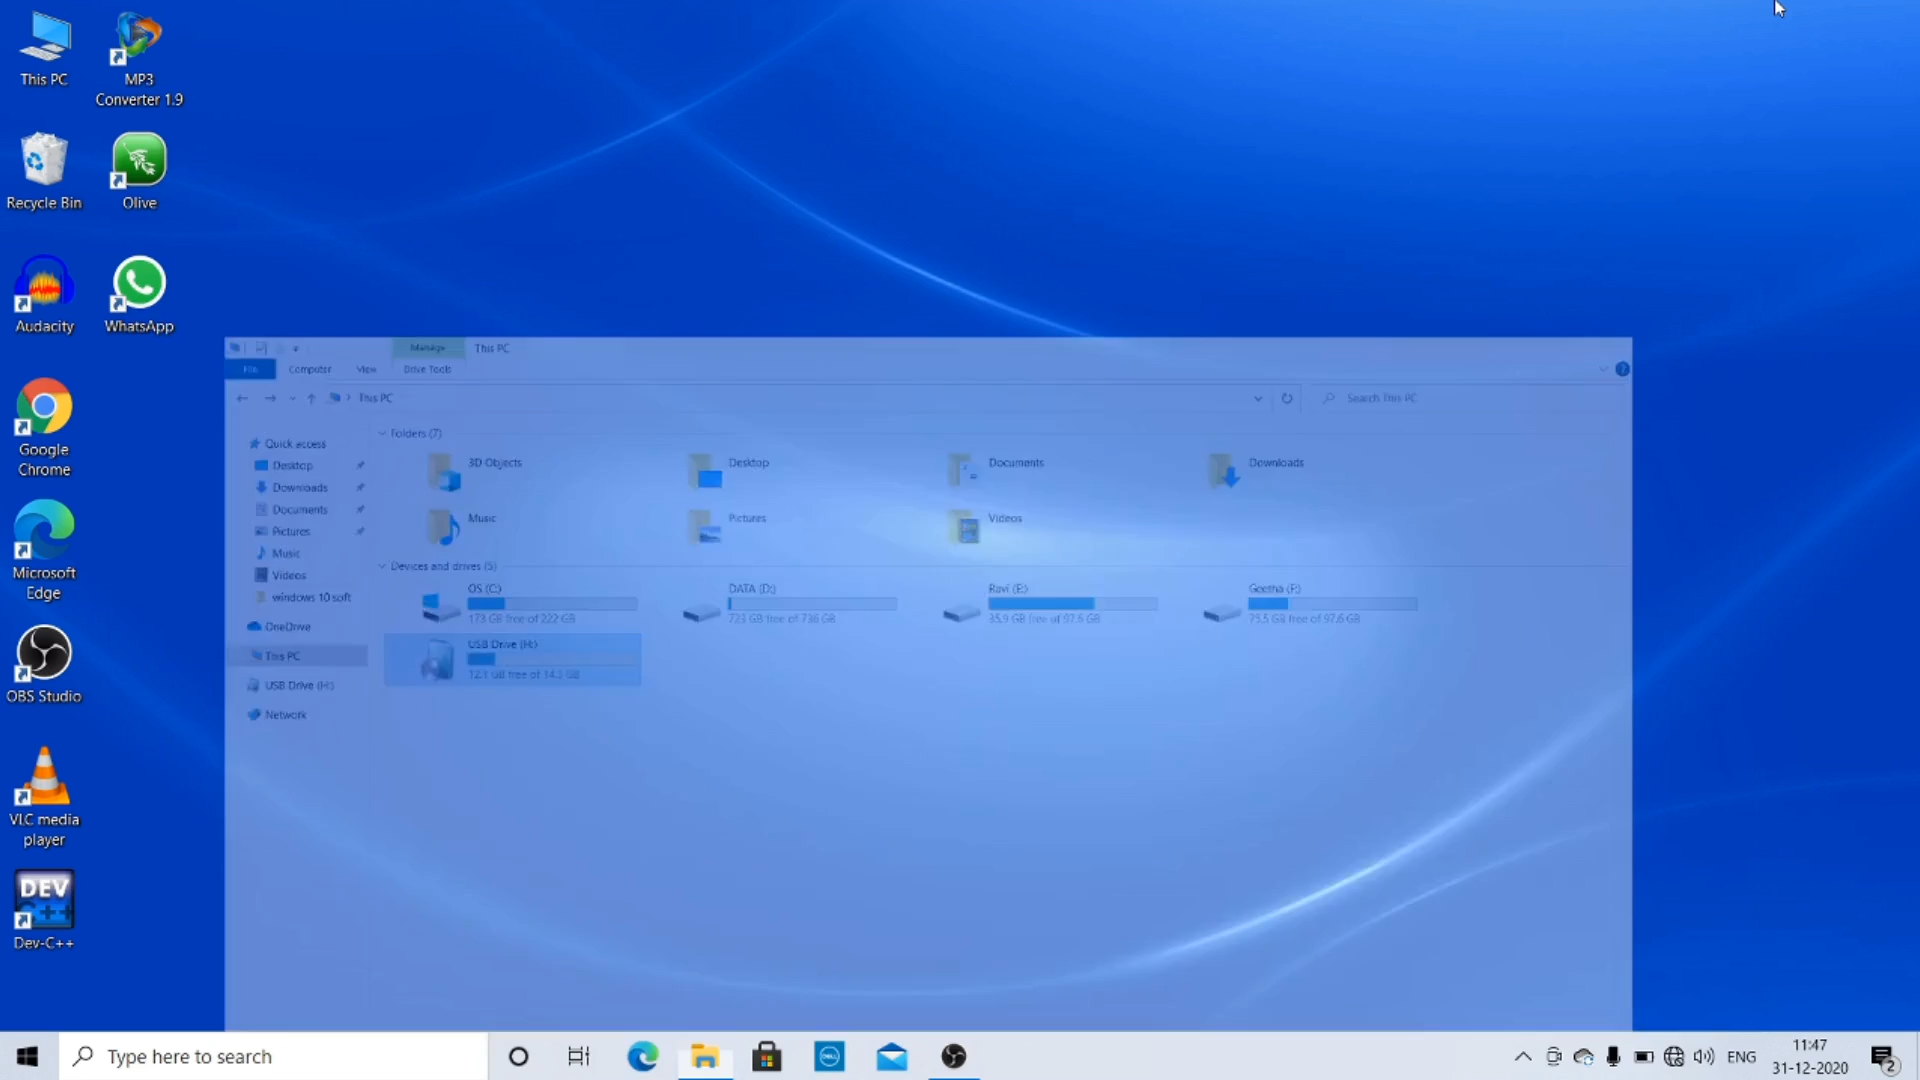 This PC
MP3
Converter 1.9
Recycle Bin
Olive
Audacity
WhatsApp
Google
Chrome
Microsoft
Edge
OBS Studio
VLC media
player
DEV
C++
Dev-C++
Manage
This PC
File
Computer
View
Drive Tools
This PC
Search This PC
Quick access
Desktop
Downloads
Documents
Pictures
Music
Videos
windows 10 soft
OneDrive
This PC
USB Drive (H:)
Network
Folders (7)
3D Objects
Desktop
Documents
Downloads
Music
Pictures
Videos
Devices and drives (5)
OS (C:)
173 GB free of 222 GB
DATA (D:)
723 GB free of 736 GB
Ravi (E:)
35.9 GB free of 97.6 GB
Geetha (F:)
75.5 GB free of 97.6 GB
USB Drive (H:)
12.1 GB free of 14.3 GB
Type here to search
DELL
ENG
11:47
31-12-2020
2